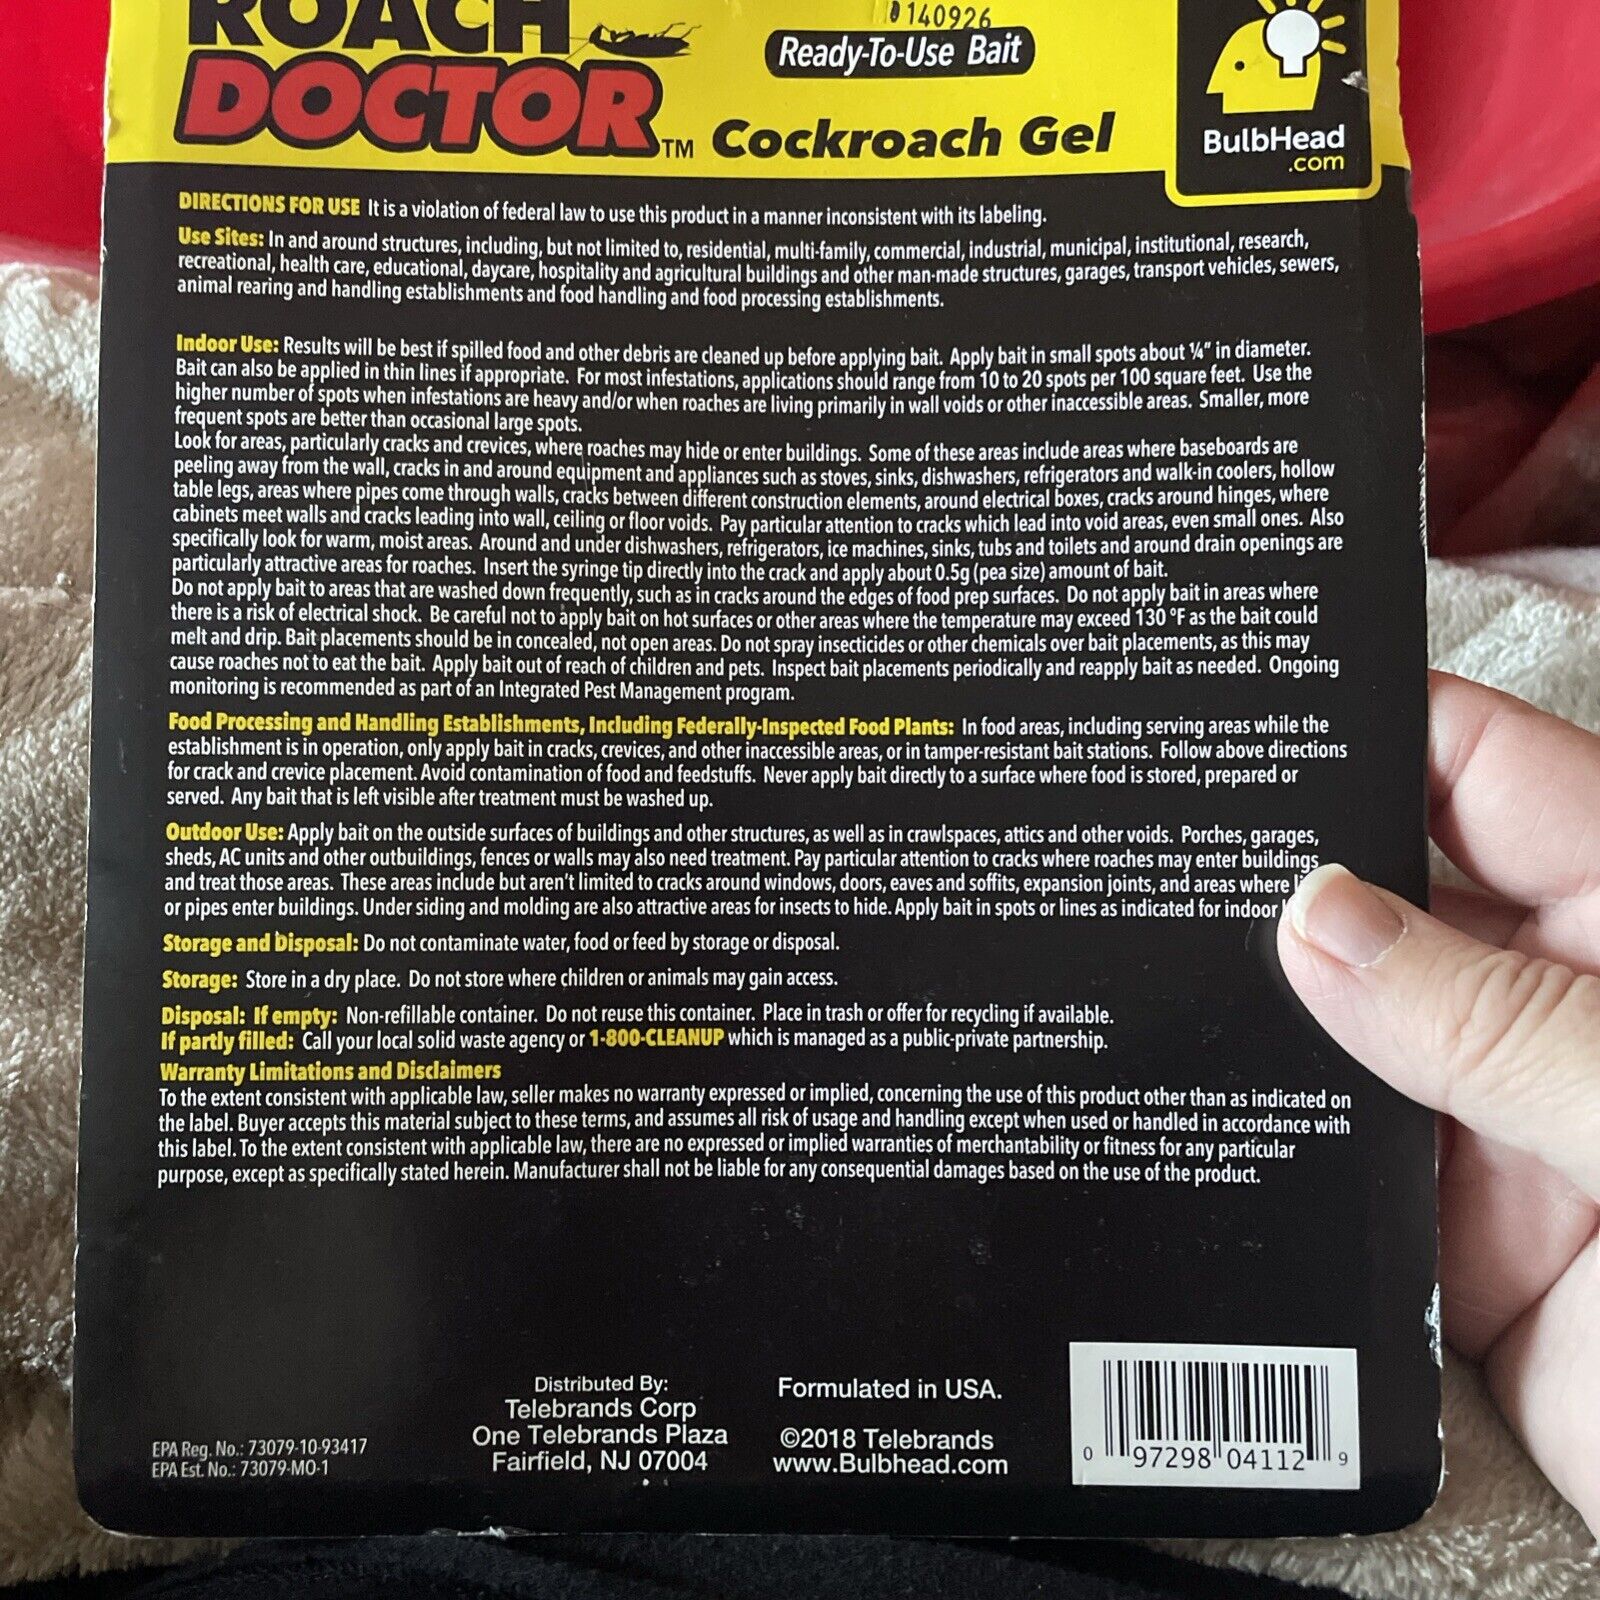 ROACH
DOCTOR™
0140926
Ready-To-Use Bait
Cockroach Gel
BulbHead
.com
DIRECTIONS FOR USE It is a violation of federal law to use this product in a manner inconsistent with its labeling.
Use Sites: In and around structures, including, but not limited to, residential, multi-family, commercial, industrial, municipal, institutional, research,
recreational, health care, educational, daycare, hospitality and agricultural buildings and other man-made structures, garages, transport vehicles, sewers,
animal rearing and handling establishments and food handling and food processing establishments.
Indoor Use: Results will be best if spilled food and other debris are cleaned up before applying bait. Apply bait in small spots about ¼" in diameter.
Bait can also be applied in thin lines if appropriate. For most infestations, applications should range from 10 to 20 spots per 100 square feet. Use the
higher number of spots when infestations are heavy and/or when roaches are living primarily in wall voids or other inaccessible areas. Smaller, more
frequent spots are better than occasional large spots.
Look for areas, particularly cracks and crevices, where roaches may hide or enter buildings. Some of these areas include areas where baseboards are
peeling away from the wall, cracks in and around equipment and appliances such as stoves, sinks, dishwashers, refrigerators and walk-in coolers, hollow
table legs, areas where pipes come through walls, cracks between different construction elements, around electrical boxes, cracks around hinges, where
cabinets meet walls and cracks leading into wall, ceiling or floor voids. Pay particular attention to cracks which lead into void areas, even small ones. Also
specifically look for warm, moist areas. Around and under dishwashers, refrigerators, ice machines, sinks, tubs and toilets and around drain openings are
particularly attractive areas for roaches. Insert the syringe tip directly into the crack and apply about 0.5g (pea size) amount of bait.
Do not apply bait to areas that are washed down frequently, such as in cracks around the edges of food prep surfaces. Do not apply bait in areas where
there is a risk of electrical shock. Be careful not to apply bait on hot surfaces or other areas where the temperature may exceed 130 °F as the bait could
melt and drip. Bait placements should be in concealed, not open areas. Do not spray insecticides or other chemicals over bait placements, as this may
cause roaches not to eat the bait. Apply bait out of reach of children and pets. Inspect bait placements periodically and reapply bait as needed. Ongoing
monitoring is recommended as part of an Integrated Pest Management program.
Food Processing and Handling Establishments, Including Federally-Inspected Food Plants: In food areas, including serving areas while the
establishment is in operation, only apply bait in cracks, crevices, and other inaccessible areas, or in tamper-resistant bait stations. Follow above directions
for crack and crevice placement. Avoid contamination of food and feedstuffs. Never apply bait directly to a surface where food is stored, prepared or
served. Any bait that is left visible after treatment must be washed up.
Outdoor Use: Apply bait on the outside surfaces of buildings and other structures, as well as in crawlspaces, attics and other voids. Porches, garages,
sheds, AC units and other outbuildings, fences or walls may also need treatment. Pay particular attention to cracks where roaches may enter buildings
and treat those areas. These areas include but aren't limited to cracks around windows, doors, eaves and soffits, expansion joints, and areas where
or pipes enter buildings. Under siding and molding are also attractive areas for insects to hide. Apply bait in spots or lines as indicated for indoor
Storage and Disposal: Do not contaminate water, food or feed by storage or disposal.
Storage: Store in a dry place. Do not store where children or animals may gain access.
Disposal: If empty: Non-refillable container. Do not reuse this container. Place in trash or offer for recycling if available.
If partly filled: Call your local solid waste agency or 1-800-CLEANUP which is managed as a public-private partnership.
Warranty Limitations and Disclaimers
To the extent consistent with applicable law, seller makes no warranty expressed or implied, concerning the use of this product other than as indicated on
the label. Buyer accepts this material subject to these terms, and assumes all risk of usage and handling except when used or handled in accordance with
this label. To the extent consistent with applicable law, there are no expressed or implied warranties of merchantability or fitness for any particular
purpose, except as specifically stated herein. Manufacturer shall not be liable for any consequential damages based on the use of the product.
EPA Reg. No.: 73079-10-93417
EPA Est. No.: 73079-MO-1
Distributed By:
Telebrands Corp
One Telebrands Plaza
Fairfield, NJ 07004
Formulated in USA.
©2018 Telebrands
www.Bulbhead.com
0 97298 04112 9